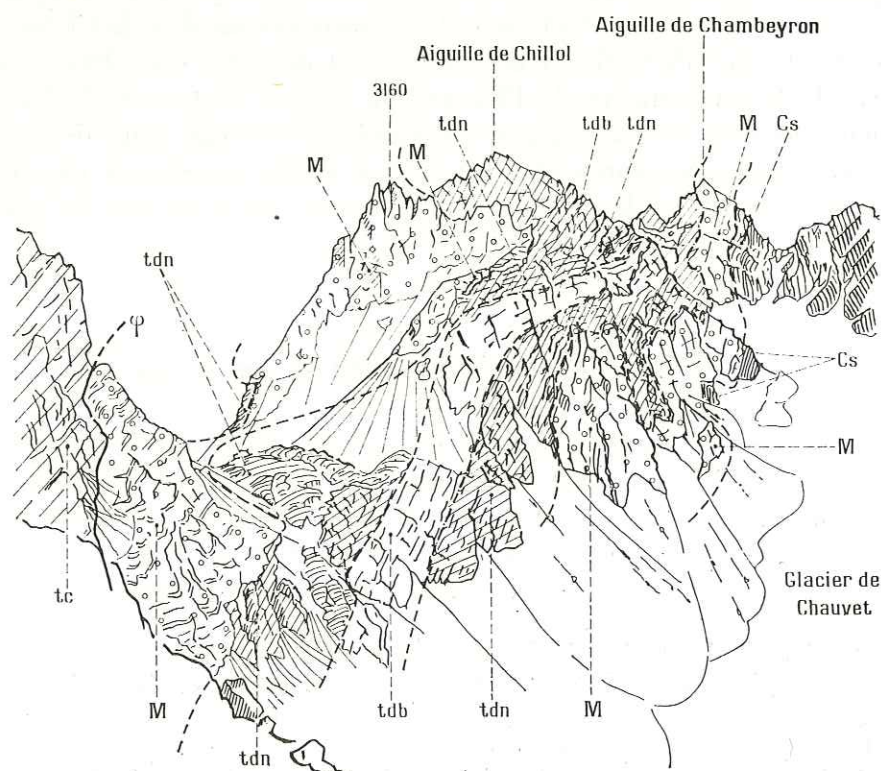 Aiguille de Chambeyron
Aiguille de Chillol
3160
tdn
tdb
tdn
M
Cs
M
M
tdn
φ
Cs
M
tc
Glacier de
Chauvet
M
tdb
tdn
M
tdn